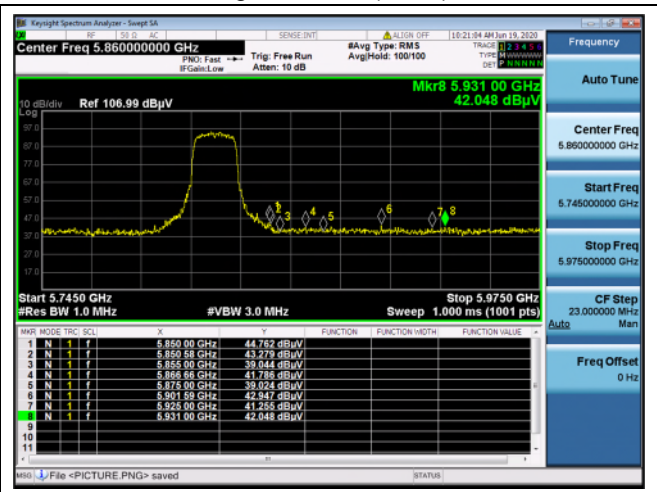 Keysight Spectrum Analyzer - Swept SA
RF 50 Ω AC SENSE:INT ALIGN OFF 10:21:04 AM Jun 19, 2020
Center Freq 5.860000000 GHz #Avg Type: RMS TRACE 1 2 3 4 5 6
PNO: Fast Trig: Free Run Avg|Hold: 100/100 TYPE M WWWWW
IFGain:Low Atten: 10 dB DET P N N N N N
Mkr8 5.931 00 GHz
10 dB/div Ref 106.99 dBµV 42.048 dBµV
Log
97.0
87.0
77.0
67.0
57.0
47.0
37.0
27.0
17.0
2 3 4 5 6 7 8
Start 5.7450 GHz Stop 5.9750 GHz
#Res BW 1.0 MHz #VBW 3.0 MHz Sweep 1.000 ms (1001 pts)
MKR MODE TRC SCL X Y FUNCTION FUNCTION WIDTH FUNCTION VALUE
1 N 1 f 5.850 00 GHz 44.762 dBµV
2 N 1 f 5.850 58 GHz 43.279 dBµV
3 N 1 f 5.855 00 GHz 39.044 dBµV
4 N 1 f 5.866 66 GHz 41.786 dBµV
5 N 1 f 5.875 00 GHz 39.024 dBµV
6 N 1 f 5.901 59 GHz 42.947 dBµV
7 N 1 f 5.925 00 GHz 41.255 dBµV
8 N 1 f 5.931 00 GHz 42.048 dBµV
9
10
11
MSG File <PICTURE.PNG> saved STATUS
Frequency
Auto Tune
Center Freq
5.860000000 GHz
Start Freq
5.745000000 GHz
Stop Freq
5.975000000 GHz
CF Step
23.000000 MHz
Auto Man
Freq Offset
0 Hz